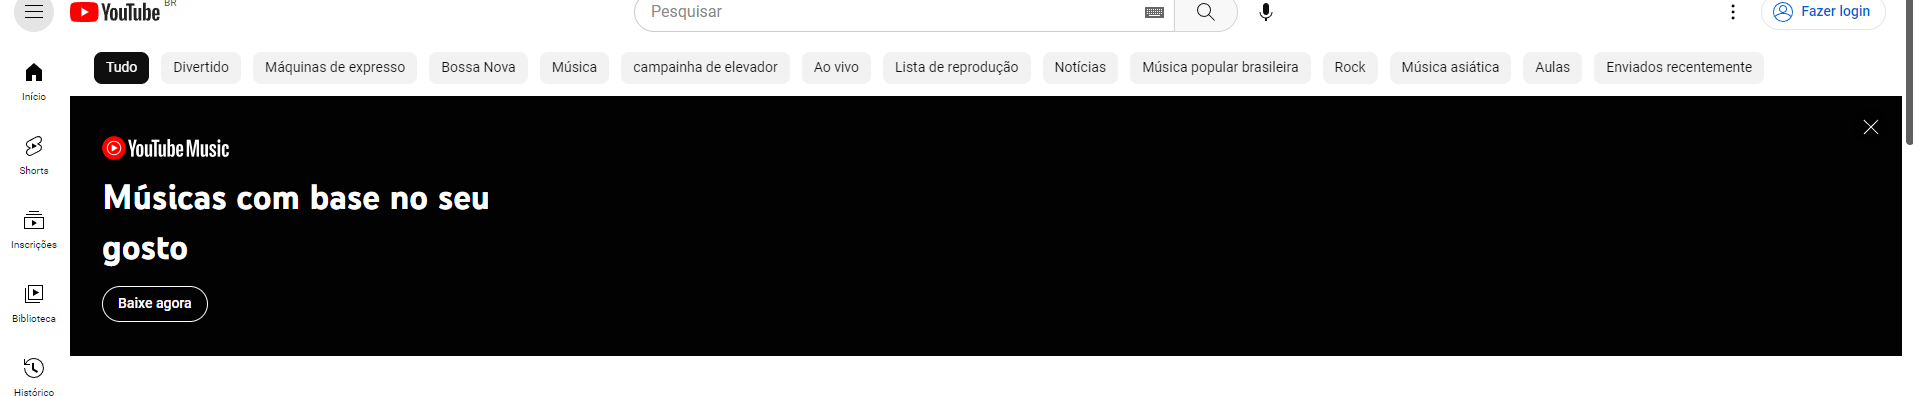 YouTube BR
Pesquisar
Fazer login
Tudo Divertido Máquinas de expresso Bossa Nova Música campainha de elevador Ao vivo Lista de reprodução Notícias Música popular brasileira Rock Música asiática Aulas Enviados recentemente
Início
Shorts
Inscrições
Biblioteca
Histórico
YouTube Music
Músicas com base no seu
gosto
Baixe agora